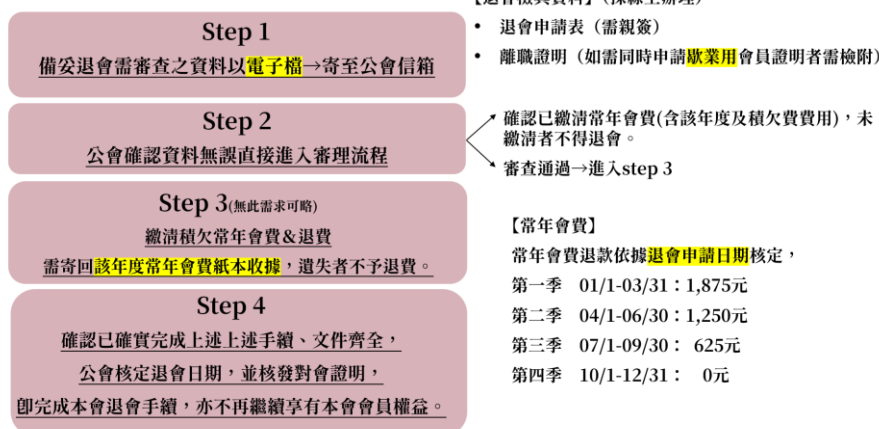 Step 1
備妥退會需審查之資料以電子檔→寄至公會信箱
Step 2
公會確認資料無誤直接進入審理流程
Step 3(無此需求可略)
繳清積欠常年會費&退費
需寄回該年度常年會費紙本收據，遺失者不予退費。
Step 4
確認已確實完成上述上述手續、文件齊全，
公會核定退會日期，並核發對會證明，
即完成本會退會手續，亦不再繼續享有本會會員權益。
• 退會申請表（需親簽）
• 離職證明（如需同時申請歇業用會員證明者需檢附）
確認已繳清常年會費(含該年度及積欠費費用)，未
繳清者不得退會。
審查通過→進入step 3
【常年會費】
常年會費退款依據退會申請日期核定，
第一季 01/1-03/31：1,875元
第二季 04/1-06/30：1,250元
第三季 07/1-09/30： 625元
第四季 10/1-12/31： 0元